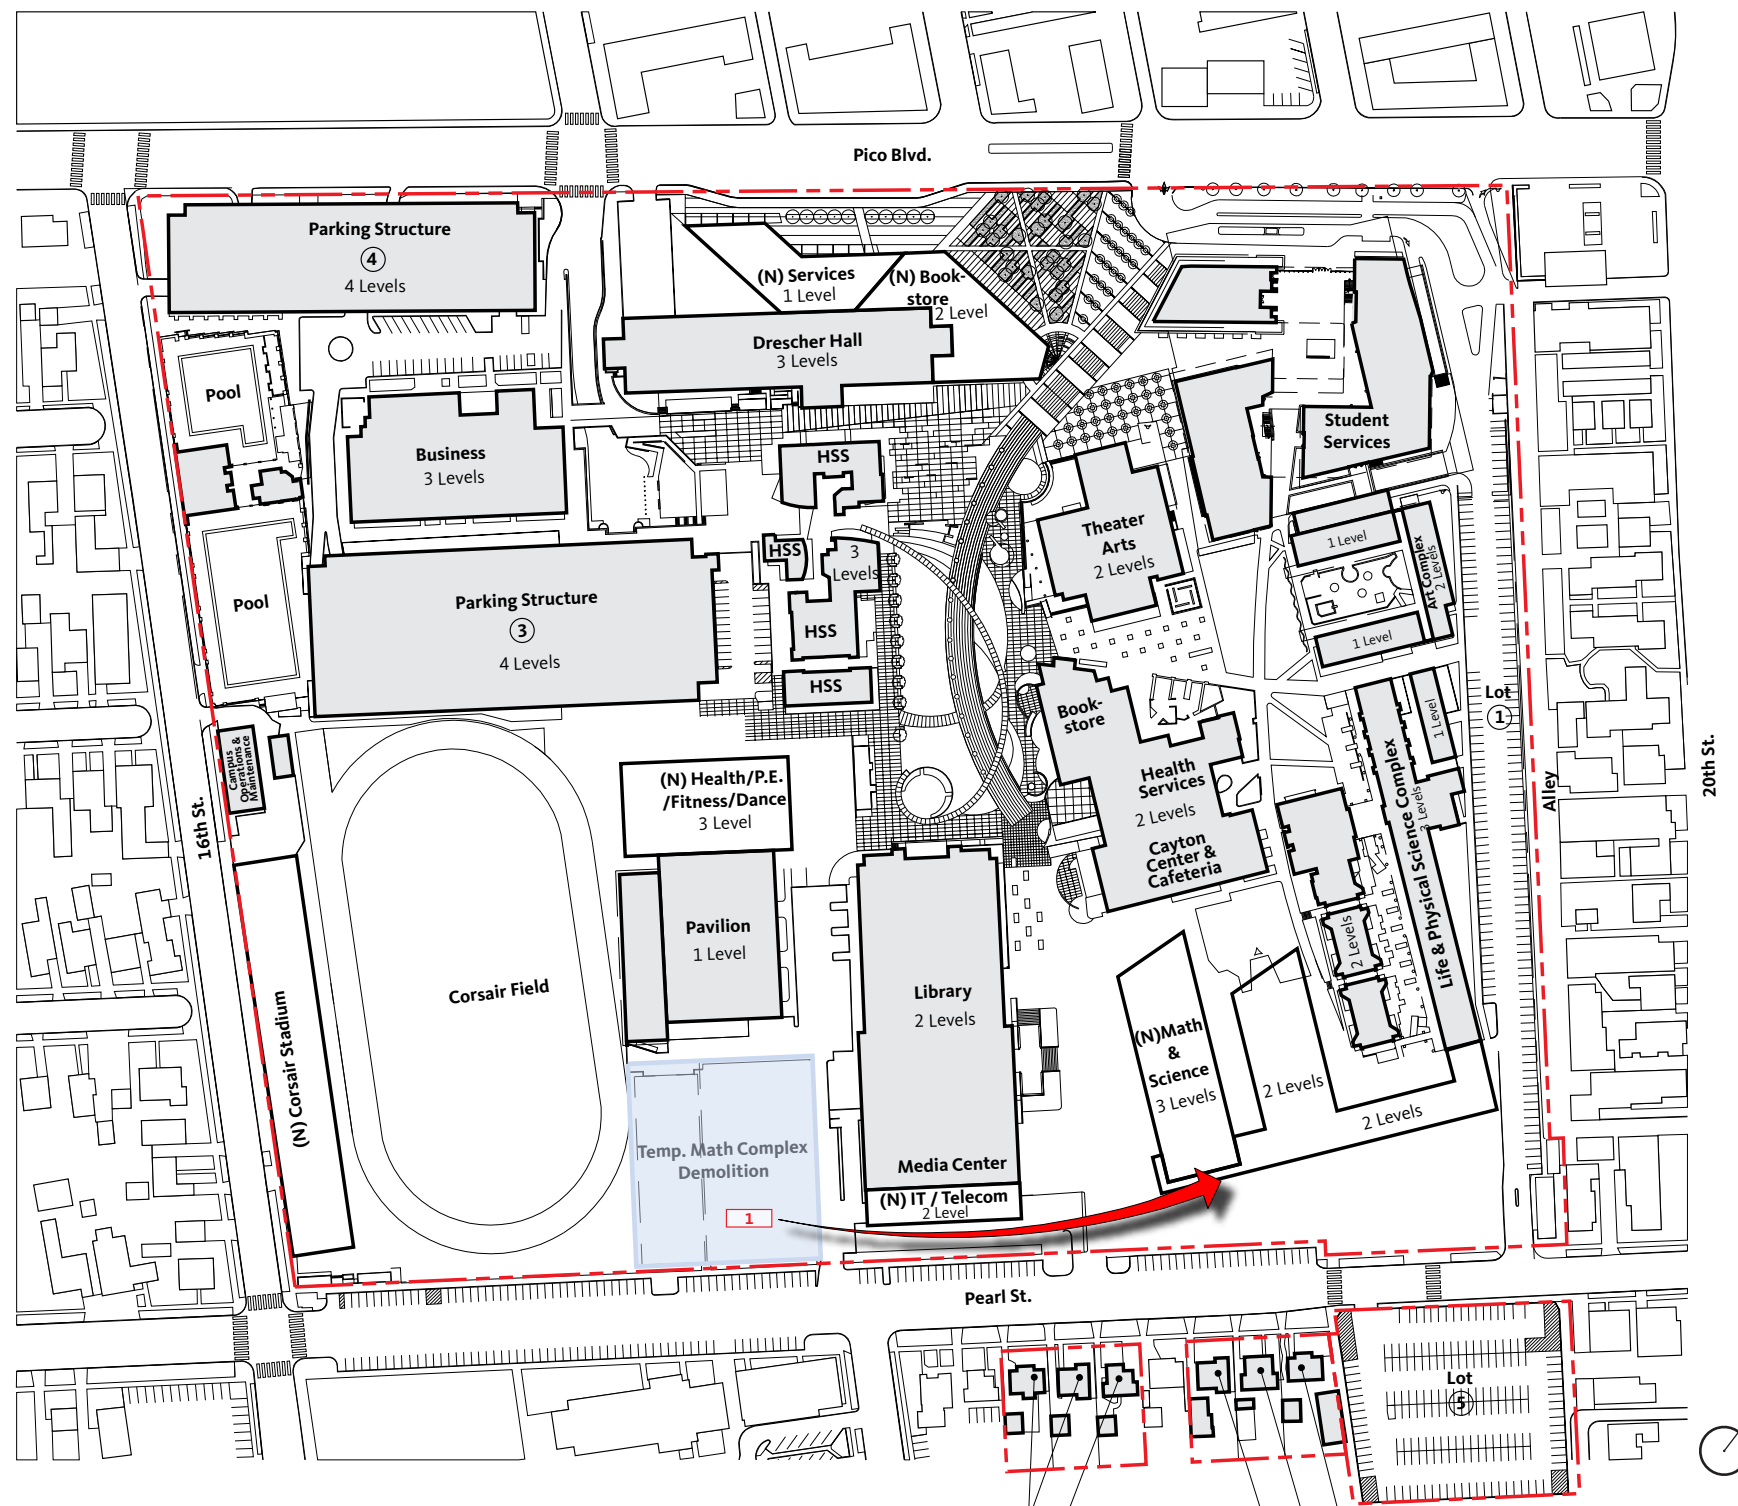 Pico Blvd.
Parking Structure
4
4 Levels
(N) Services
1 Level
(N) Book-
store
2 Level
Drescher Hall
3 Levels
Pool
Business
3 Levels
HSS
Student
Services
Theater
Arts
2 Levels
1 Level
Art Complex
2 Levels
1 Level
HSS
3
Levels
HSS
HSS
Pool
Parking Structure
3
4 Levels
Book-
store
Health
Services
2 Levels
Cayton
Center &
Cafeteria
1 Level
Lot
1
Alley
20th St.
16th St.
Campus
Operations &
Maintenance
(N) Health/P.E.
/Fitness/Dance
3 Level
Life & Physical Science Complex
3 Levels
2 Levels
Pavilion
1 Level
Corsair Field
(N) Corsair Stadium
Library
2 Levels
Media Center
(N) IT / Telecom
2 Level
(N)Math
&
Science
3 Levels
2 Levels
2 Levels
Temp. Math Complex
Demolition
1
Pearl St.
Lot
5